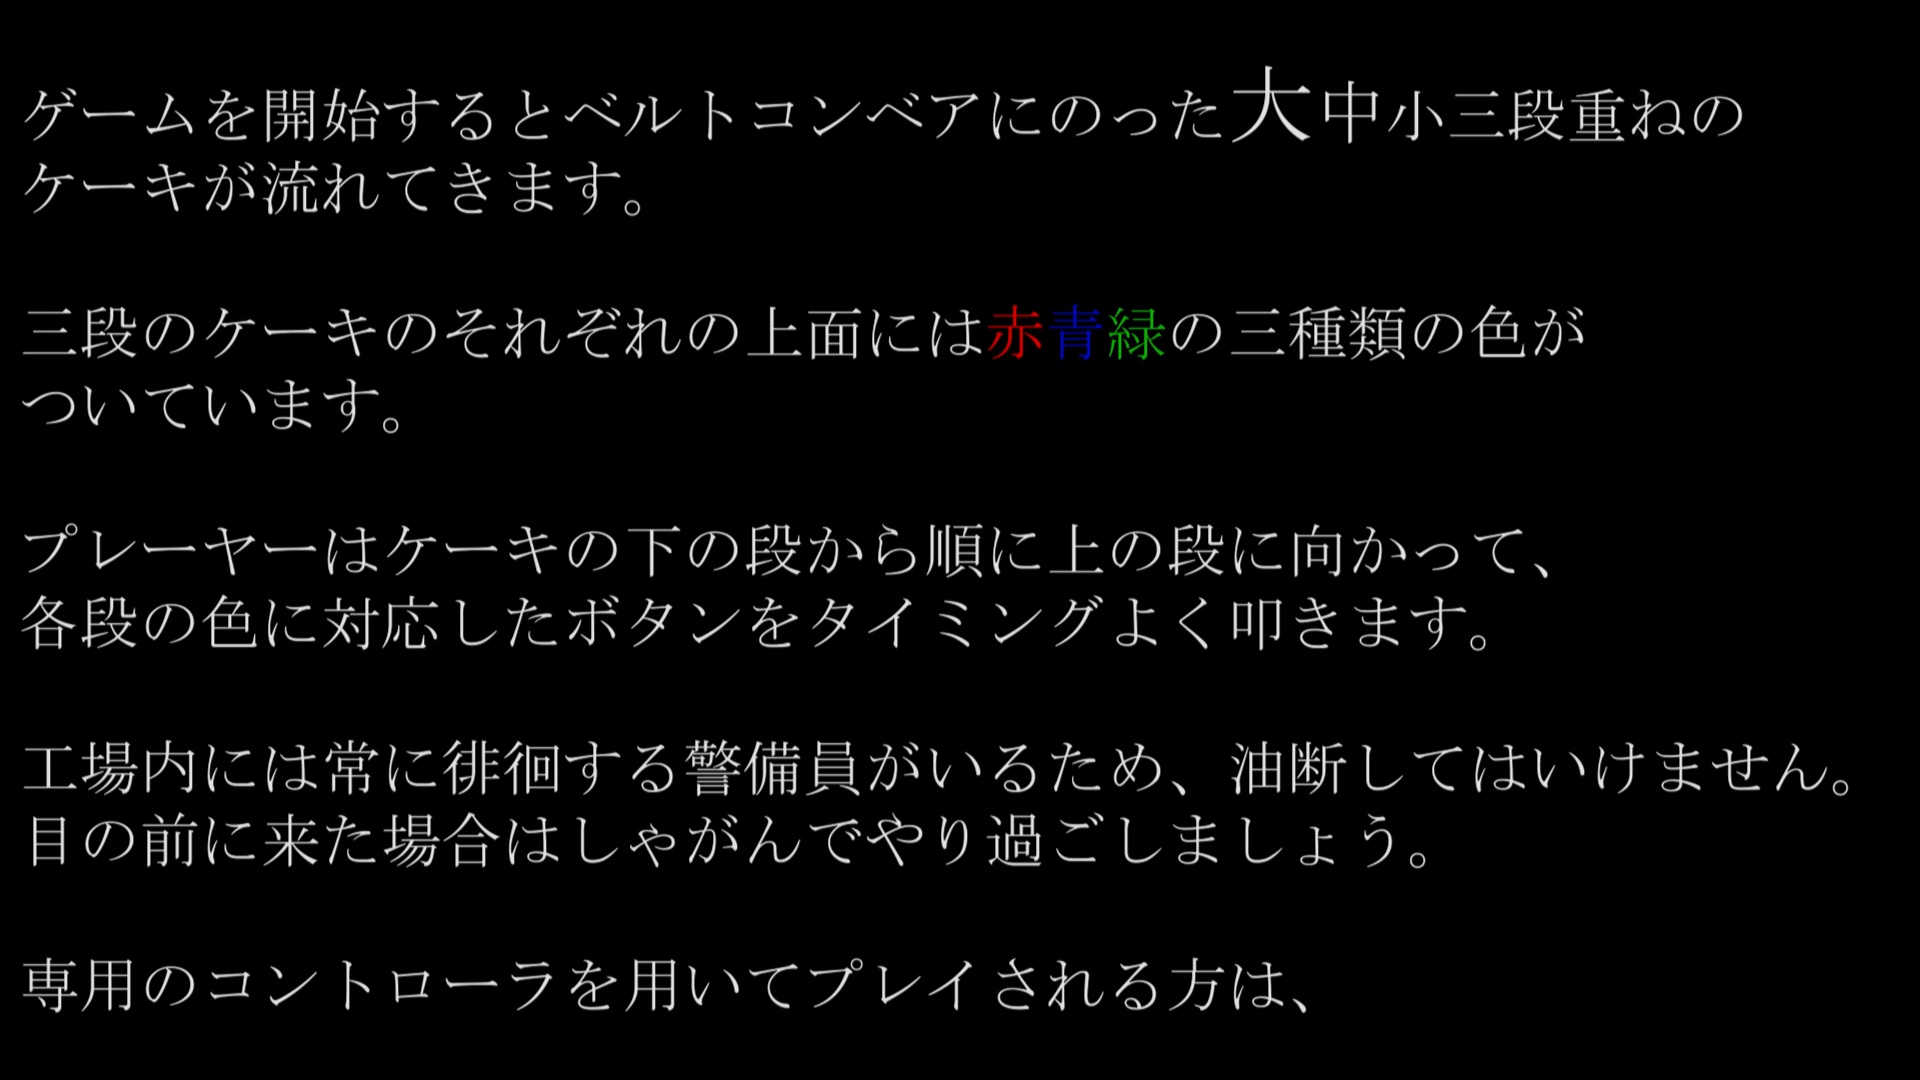 ゲームを開始するとベルトコンベアにのった大中小三段重ねの
ケーキが流れてきます。
三段のケーキのそれぞれの上面には赤青緑の三種類の色が
ついています。
プレーヤーはケーキの下の段から順に上の段に向かって、
各段の色に対応したボタンをタイミングよく叩きます。
工場内には常に徘徊する警備員がいるため、油断してはいけません。
目の前に来た場合はしゃがんでやり過ごしましょう。
専用のコントローラを用いてプレイされる方は、